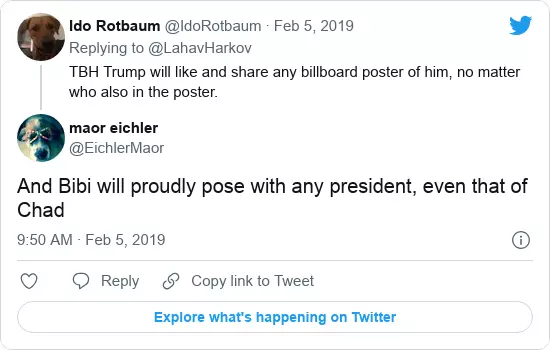 Ido Rotbaum @IdoRotbaum · Feb 5, 2019
Replying to @LahavHarkov
TBH Trump will like and share any billboard poster of him, no matter
who also in the poster.
maor eichler
@EichlerMaor
And Bibi will proudly pose with any president, even that of
Chad
9:50 AM · Feb 5, 2019
Reply Copy link to Tweet
Explore what's happening on Twitter